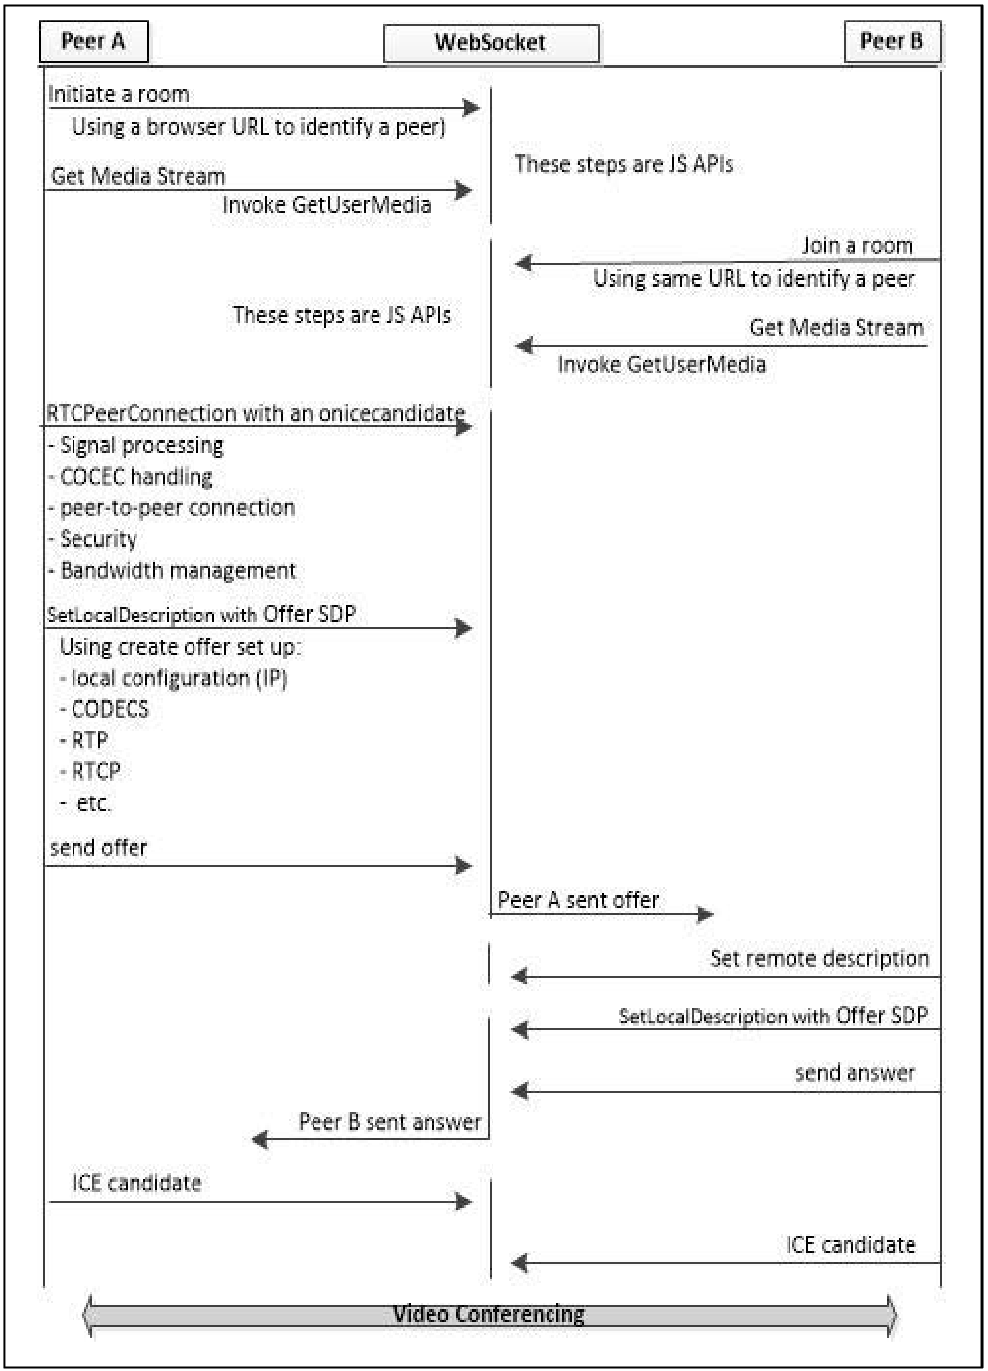 Peer A
WebSocket
Peer B
Initiate a room
Using a browser URL to identify a peer)
These steps are JS APIs
Get Media Stream
Invoke GetUserMedia
Join a room
Using same URL to identify a peer
These steps are JS APIs
Get Media Stream
Invoke GetUserMedia
RTCPeerConnection with an onicecandidate
- Signal processing
- COCEC handling
- peer-to-peer connection
- Security
- Bandwidth management
SetLocalDescription with Offer SDP
Using create offer set up:
- local configuration (IP)
- CODECS
- RTP
- RTCP
- etc.
send offer
Peer A sent offer
Set remote description
SetLocalDescription with Offer SDP
send answer
Peer B sent answer
ICE candidate
ICE candidate
Video Conferencing